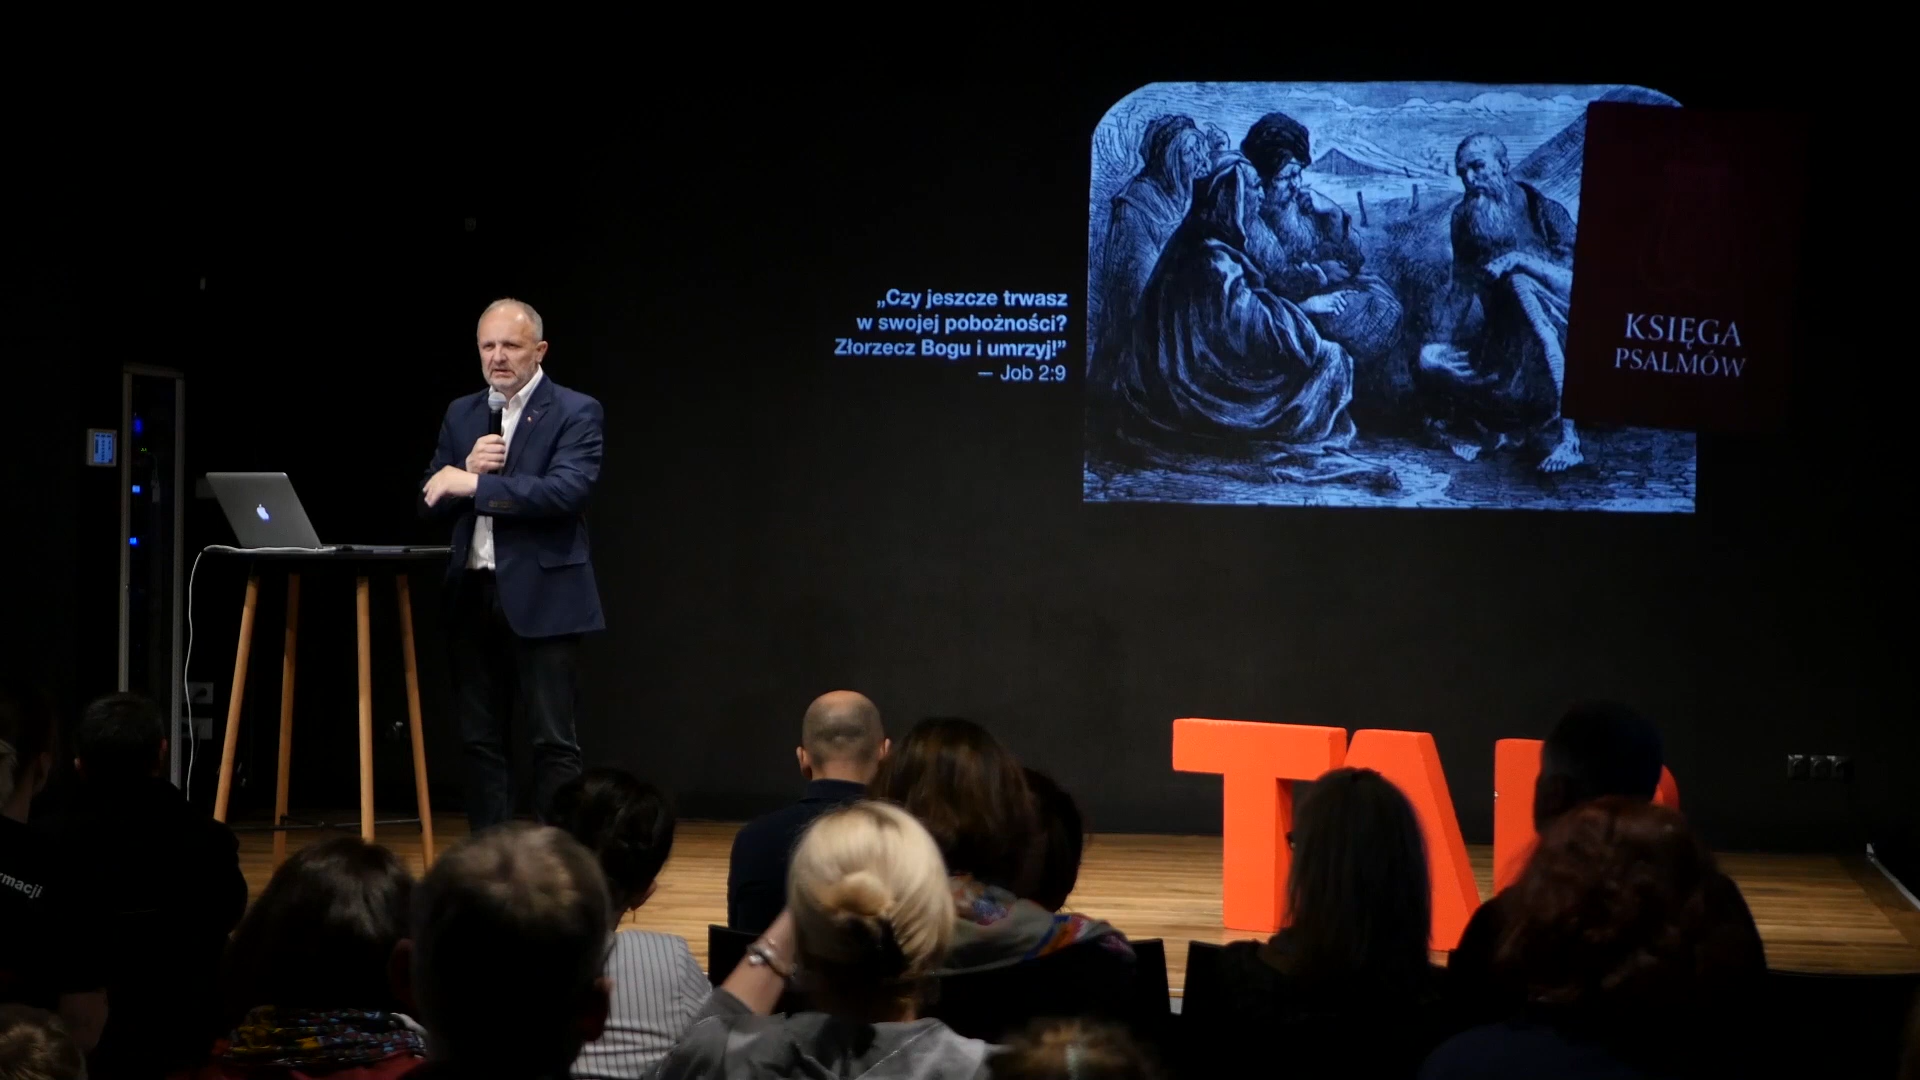 „Czy jeszcze trwasz
w swojej pobożności?
Złorzecz Bogu i umrzyj!”
— Job 2:9
KSIĘGA
PSALMÓW